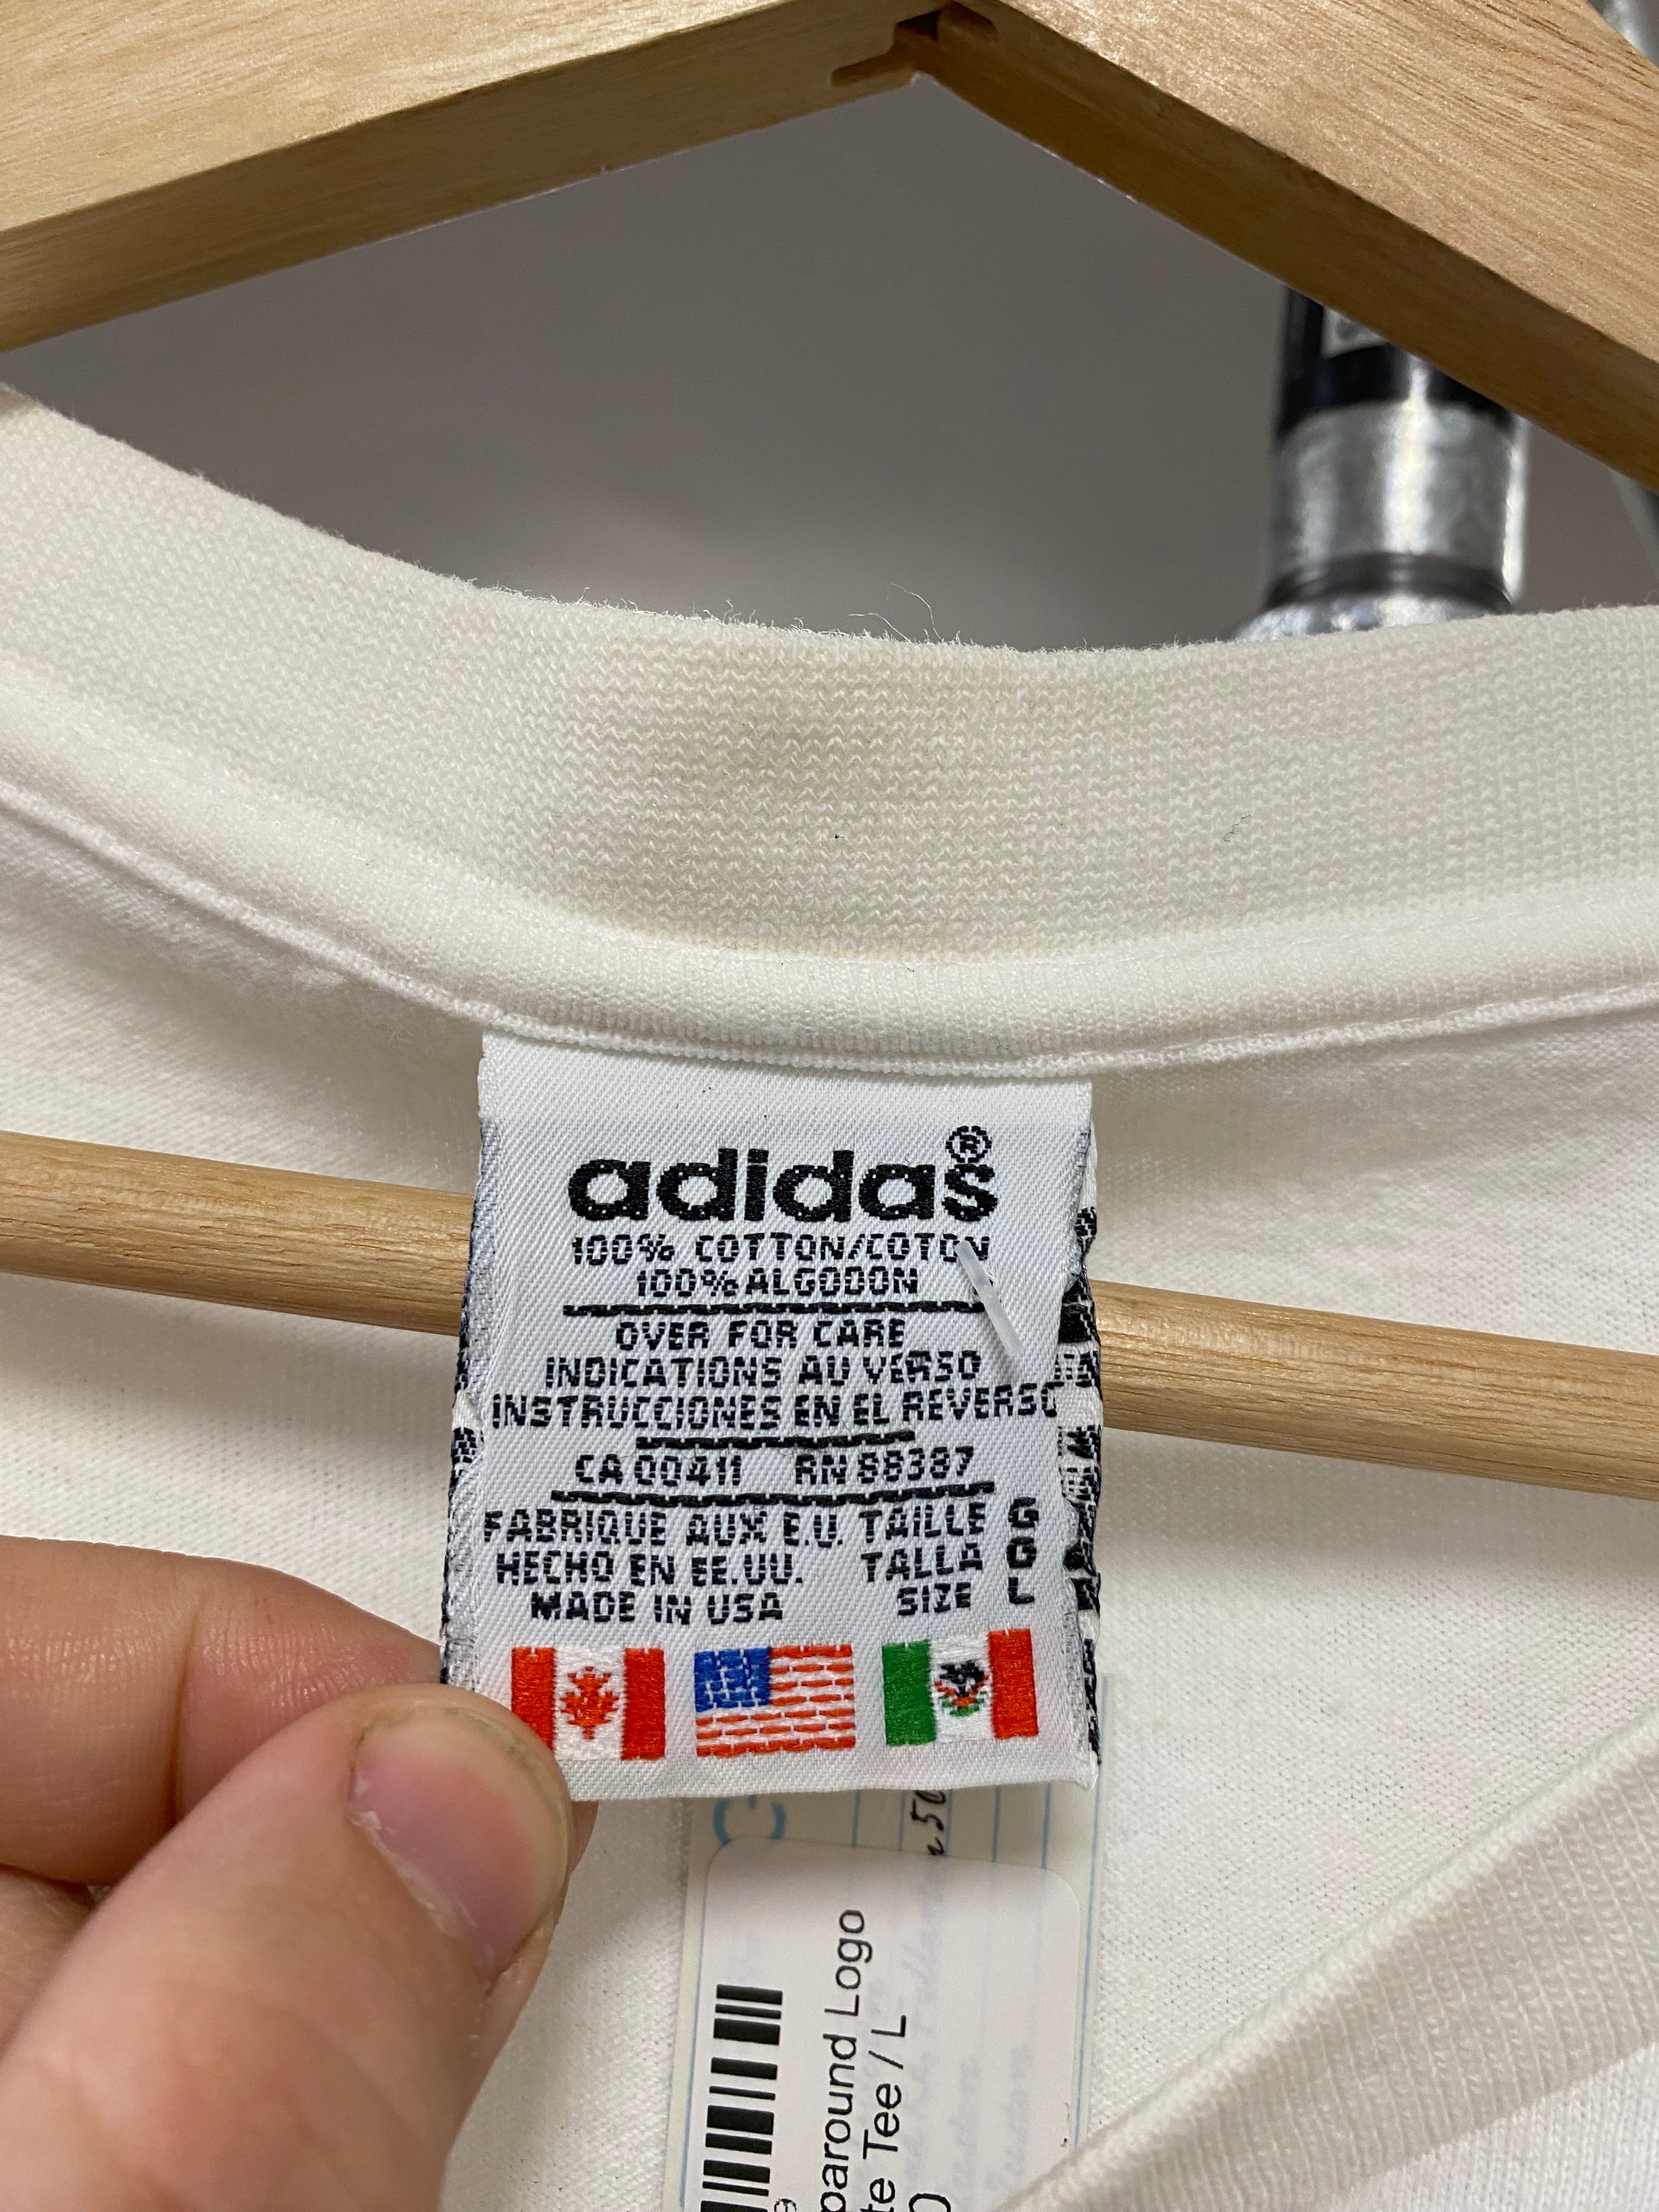 adidas®
100% COTTON/COTON
100% ALGODON
OVER FOR CARE
INDICATIONS AU VERSO
INSTRUCCIONES EN EL REVERSO
CA 00411 RN 88387
FABRIQUE AUX E.U. TAILLE G
HECHO EN EE.UU. TALLA G
MADE IN USA SIZE L
paround Logo
te Tee / L